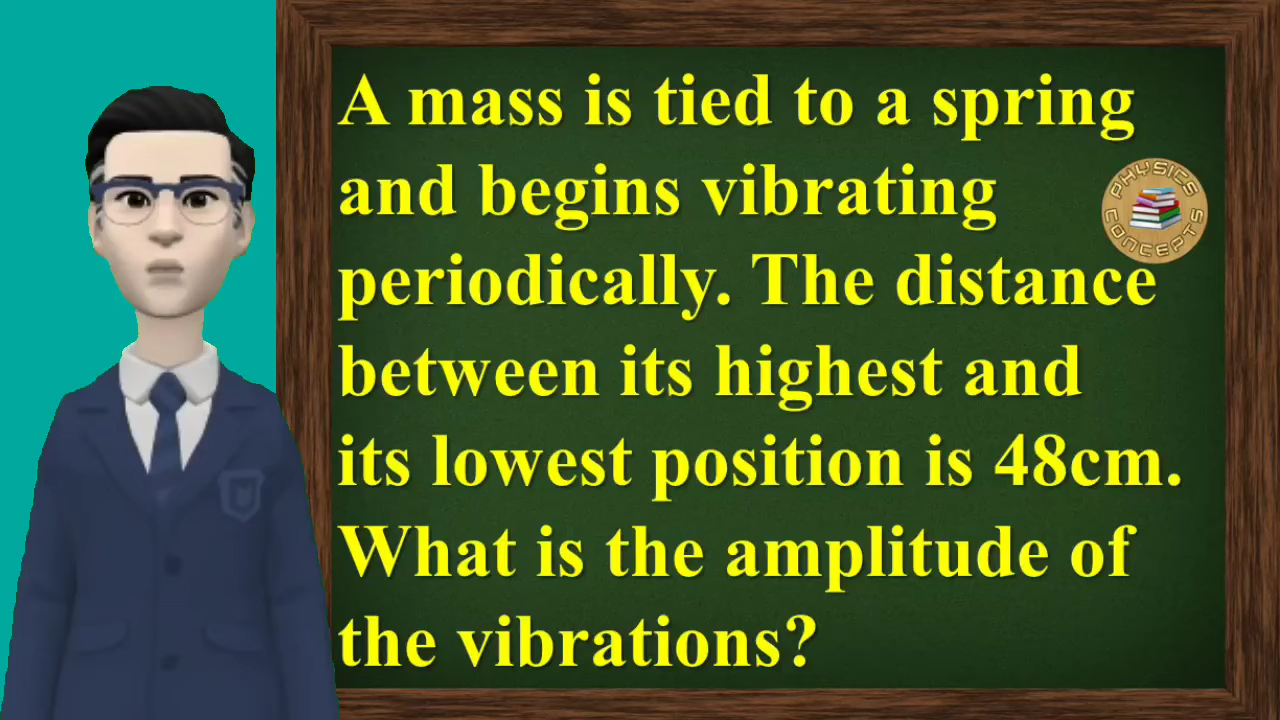 A mass is tied to a spring
and begins vibrating
periodically. The distance
between its highest and
its lowest position is 48cm.
What is the amplitude of
the vibrations?
PHYSICS
CONCEPTS